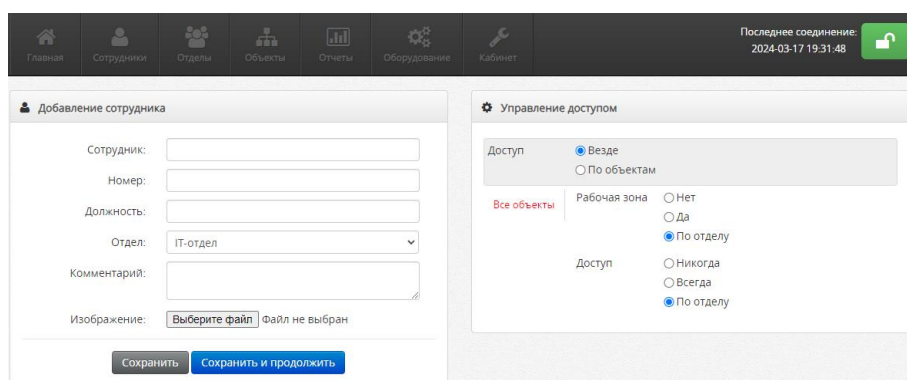 Последнее соединение:
2024-03-17 19:31:48
Главная Сотрудники Отделы Объекты Отчеты Оборудование Кабинет
Добавление сотрудника
Сотрудник:
Номер:
Должность:
Отдел: IT-отдел
Комментарий:
Изображение: Выберите файл Файл не выбран
Сохранить Сохранить и продолжить
Управление доступом
Доступ Везде
По объектам
Все объекты Рабочая зона Нет
Да
По отделу
Доступ Никогда
Всегда
По отделу